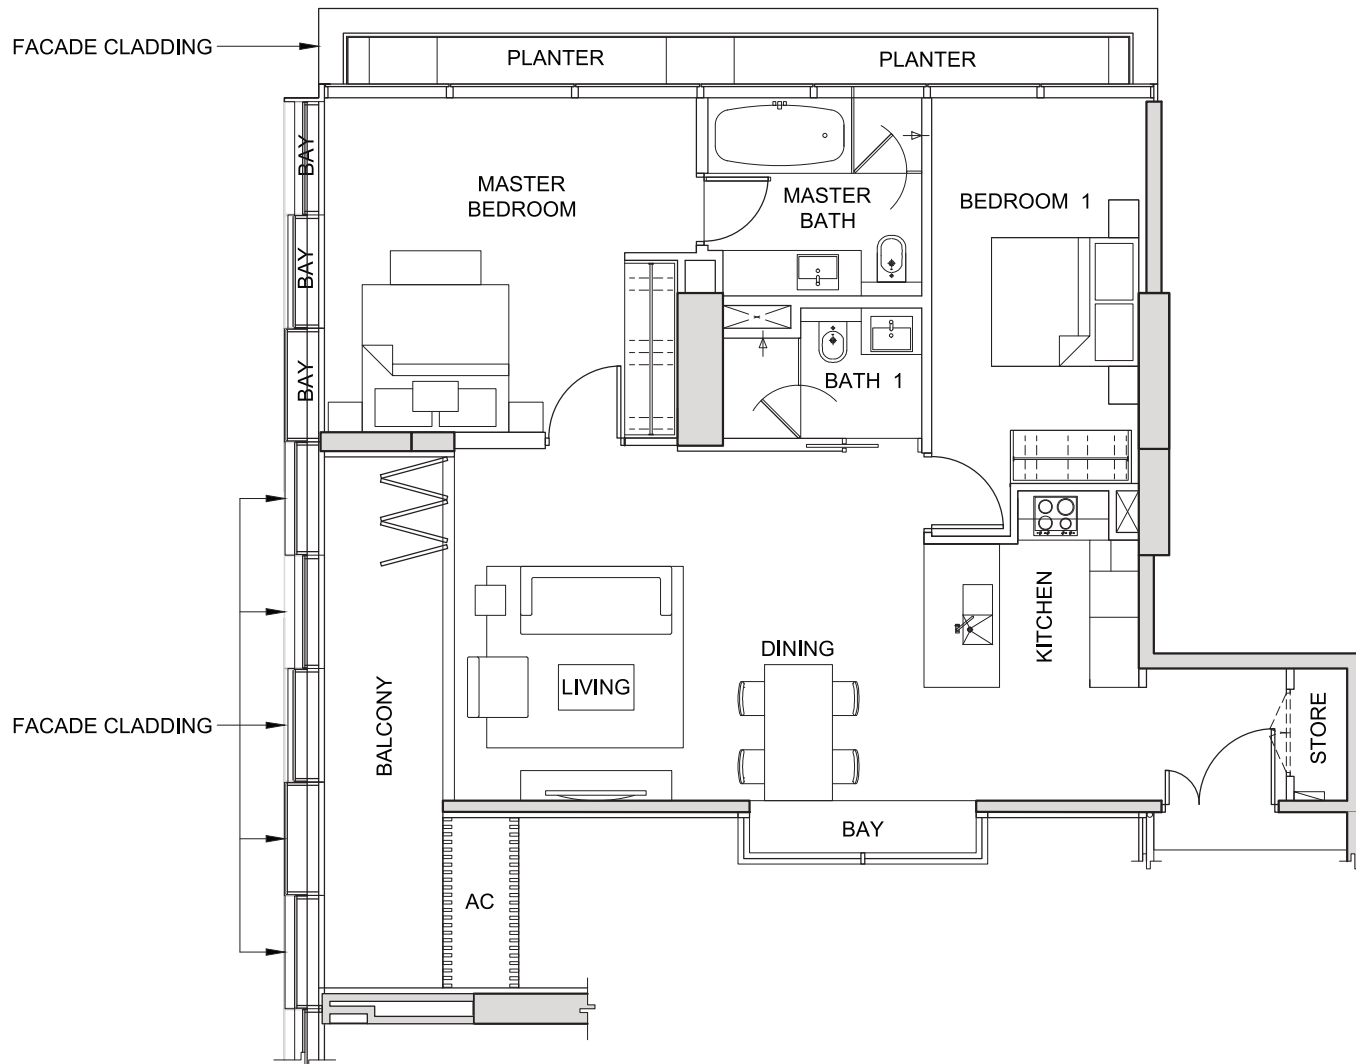 FACADE CLADDING
PLANTER
PLANTER
BAY
MASTER
BEDROOM
MASTER
BATH
BEDROOM 1
BAY
BAY
BATH 1
KITCHEN
DINING
LIVING
BALCONY
FACADE CLADDING
STORE
BAY
AC